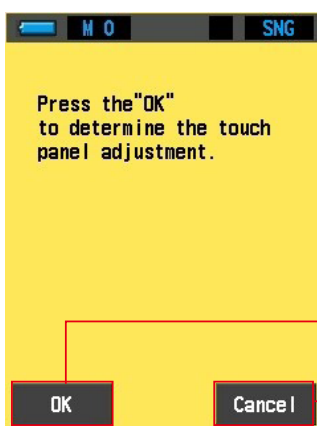 M 0 SNG
Press the"OK"
to determine the touch
panel adjustment.
OK Cancel